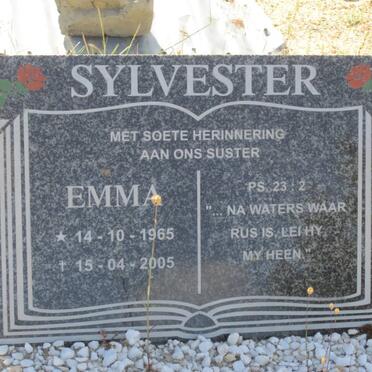 SYLVESTER
MET SOETE HERINNERING
AAN ONS SUSTER
EMMA
★ 14 - 10 - 1965
† 15 - 04 - 2005
PS. 23 : 2
"... NA WATERS WAAR
RUS IS, LEI HY
MY HEEN."